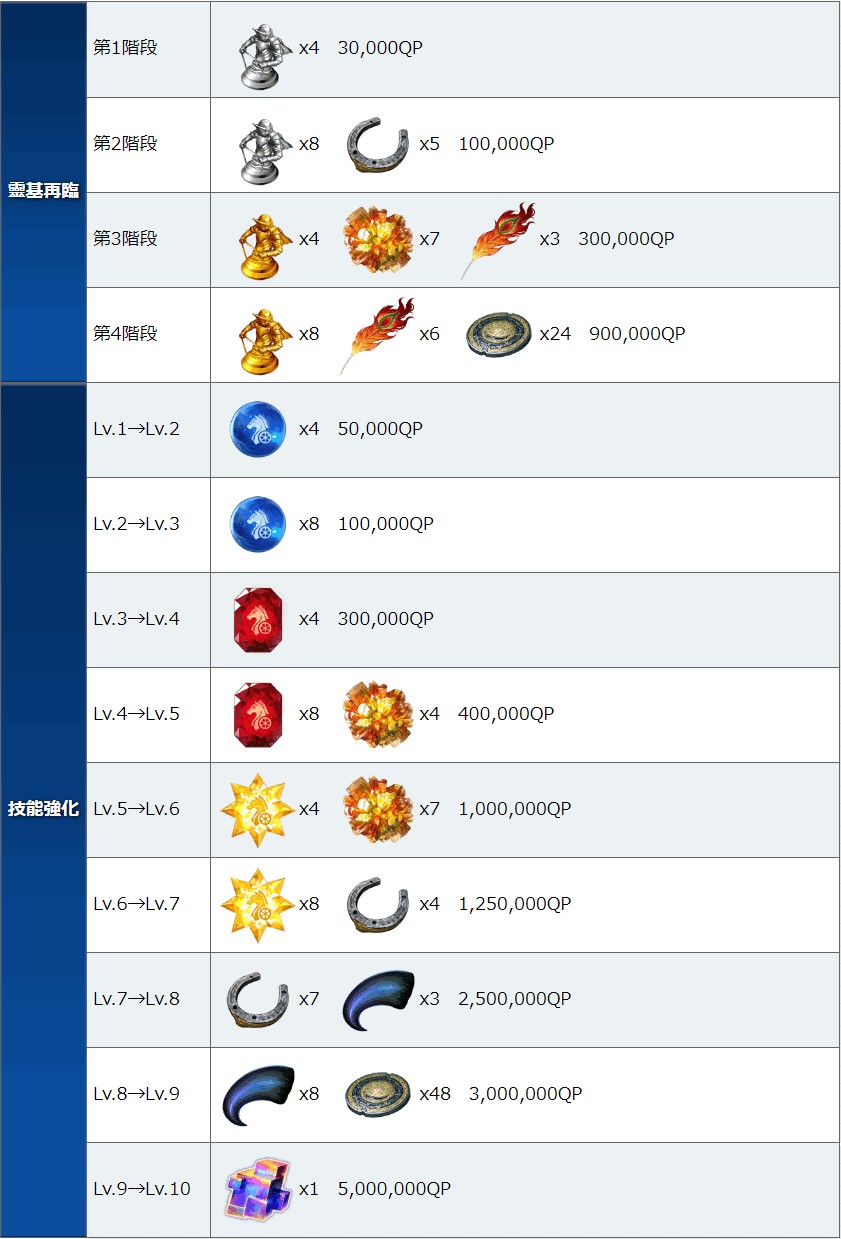 靈基再臨
第1階段 x4 30,000QP
第2階段 x8 x5 100,000QP
第3階段 x4 x7 x3 300,000QP
第4階段 x8 x6 x24 900,000QP
技能強化
Lv.1→Lv.2 x4 50,000QP
Lv.2→Lv.3 x8 100,000QP
Lv.3→Lv.4 x4 300,000QP
Lv.4→Lv.5 x8 x4 400,000QP
Lv.5→Lv.6 x4 x7 1,000,000QP
Lv.6→Lv.7 x8 x4 1,250,000QP
Lv.7→Lv.8 x7 x3 2,500,000QP
Lv.8→Lv.9 x8 x48 3,000,000QP
Lv.9→Lv.10 x1 5,000,000QP